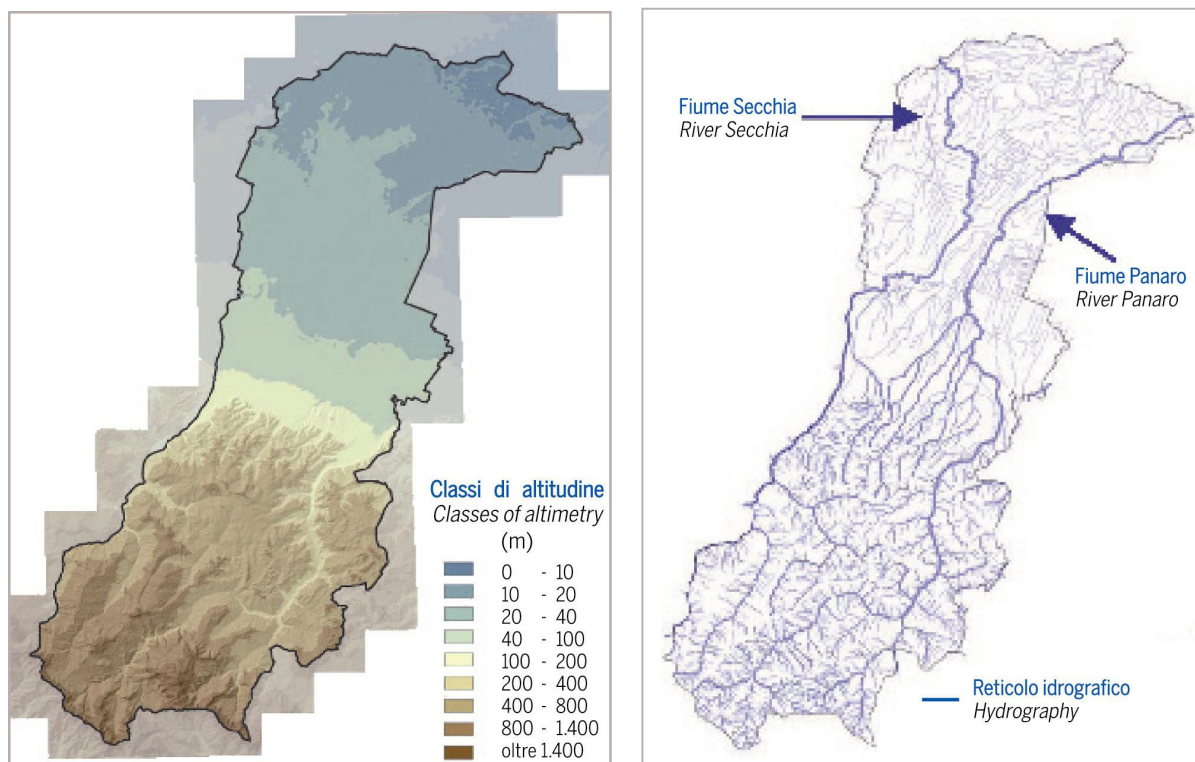 Classi di altitudine
Classes of altimetry
(m)
0 - 10
10 - 20
20 - 40
40 - 100
100 - 200
200 - 400
400 - 800
800 - 1.400
oltre 1.400
Fiume Secchia
River Secchia
Fiume Panaro
River Panaro
Reticolo idrografico
Hydrography